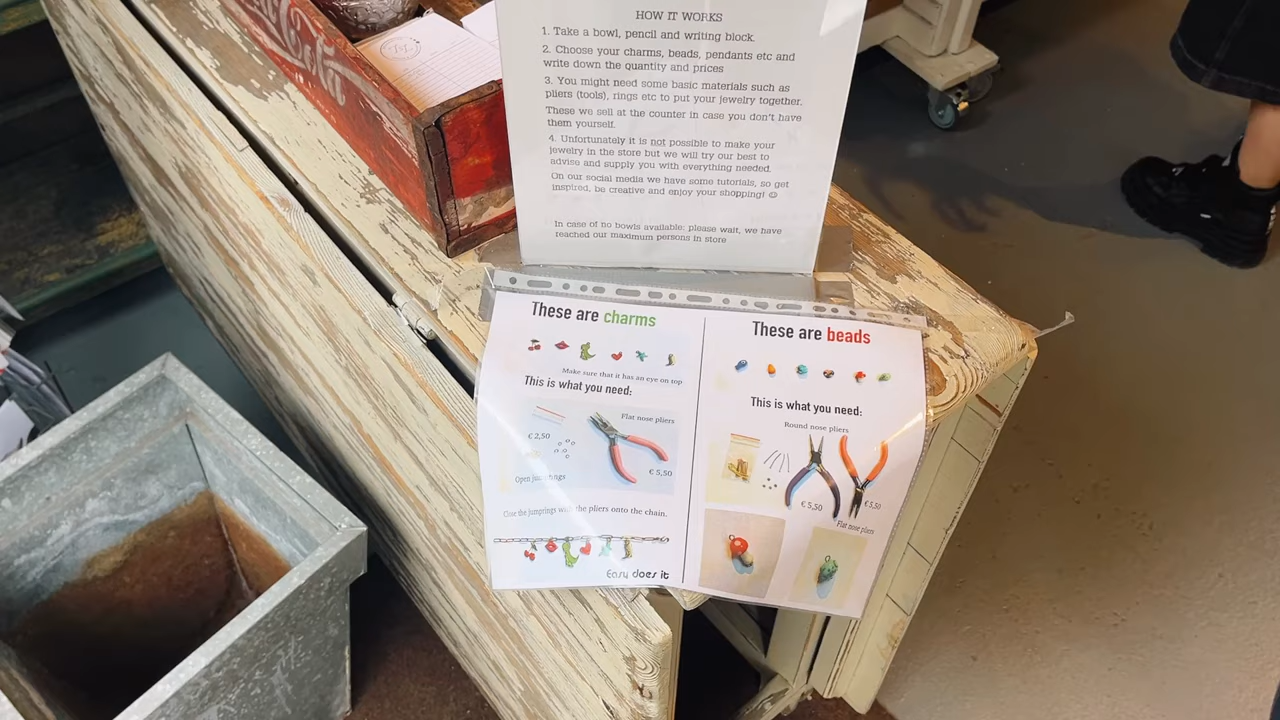 HOW IT WORKS
1. Take a bowl, pencil and writing block.
2. Choose your charms, beads, pendants etc and
write down the quantity and prices
3. You might need some basic materials such as
pliers (tools), rings etc to put your jewelry together.
These we sell at the counter in case you don't have
them yourself.
4. Unfortunately it is not possible to make your
jewelry in the store but we will try our best to
advise and supply you with everything needed.
On our social media we have some tutorials, so get
inspired, be creative and enjoy your shopping! ☺
In case of no bowls available: please wait, we have
reached our maximum persons in store
These are charms
Make sure that it has an eye on top
This is what you need:
Flat nose pliers
€ 2,50
€ 5,50
Open
Close the jumprings with the pliers onto the chain.
Easy does it
These are beads
This is what you need:
Round nose pliers
€ 5,50
€ 5,50
Flat nose pliers